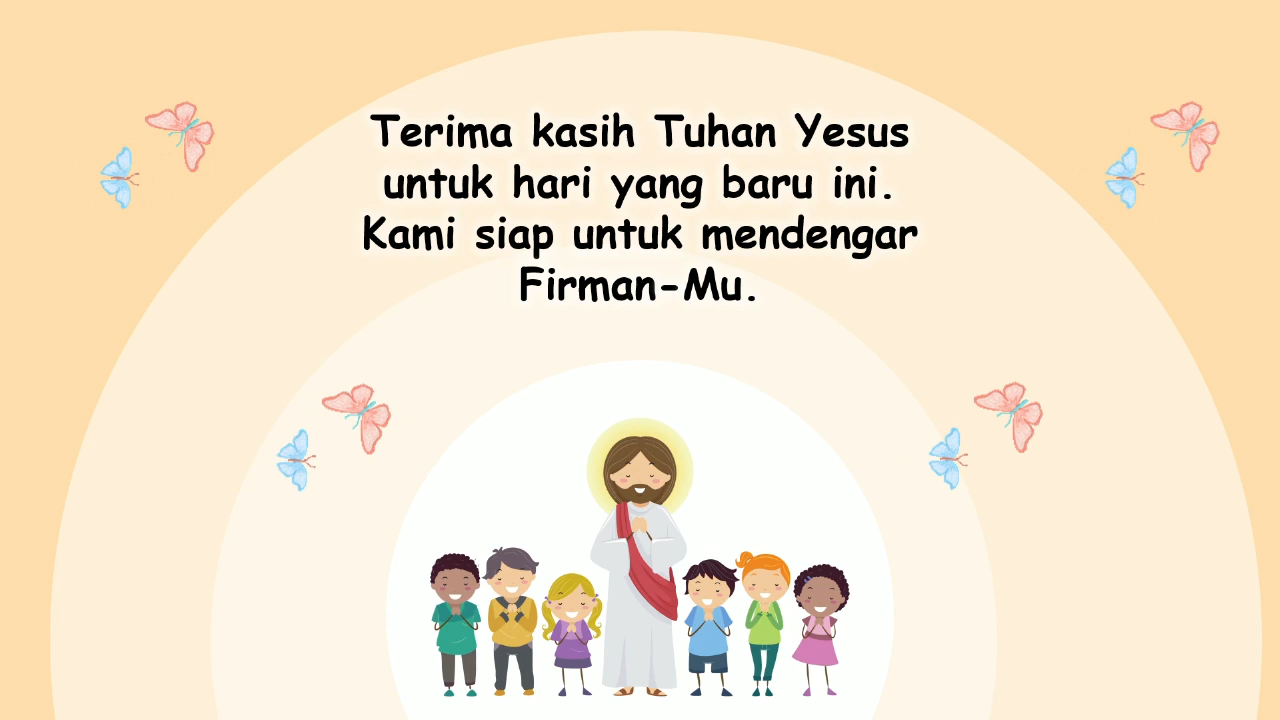 Terima kasih Tuhan Yesus
untuk hari yang baru ini.
Kami siap untuk mendengar
Firman-Mu.